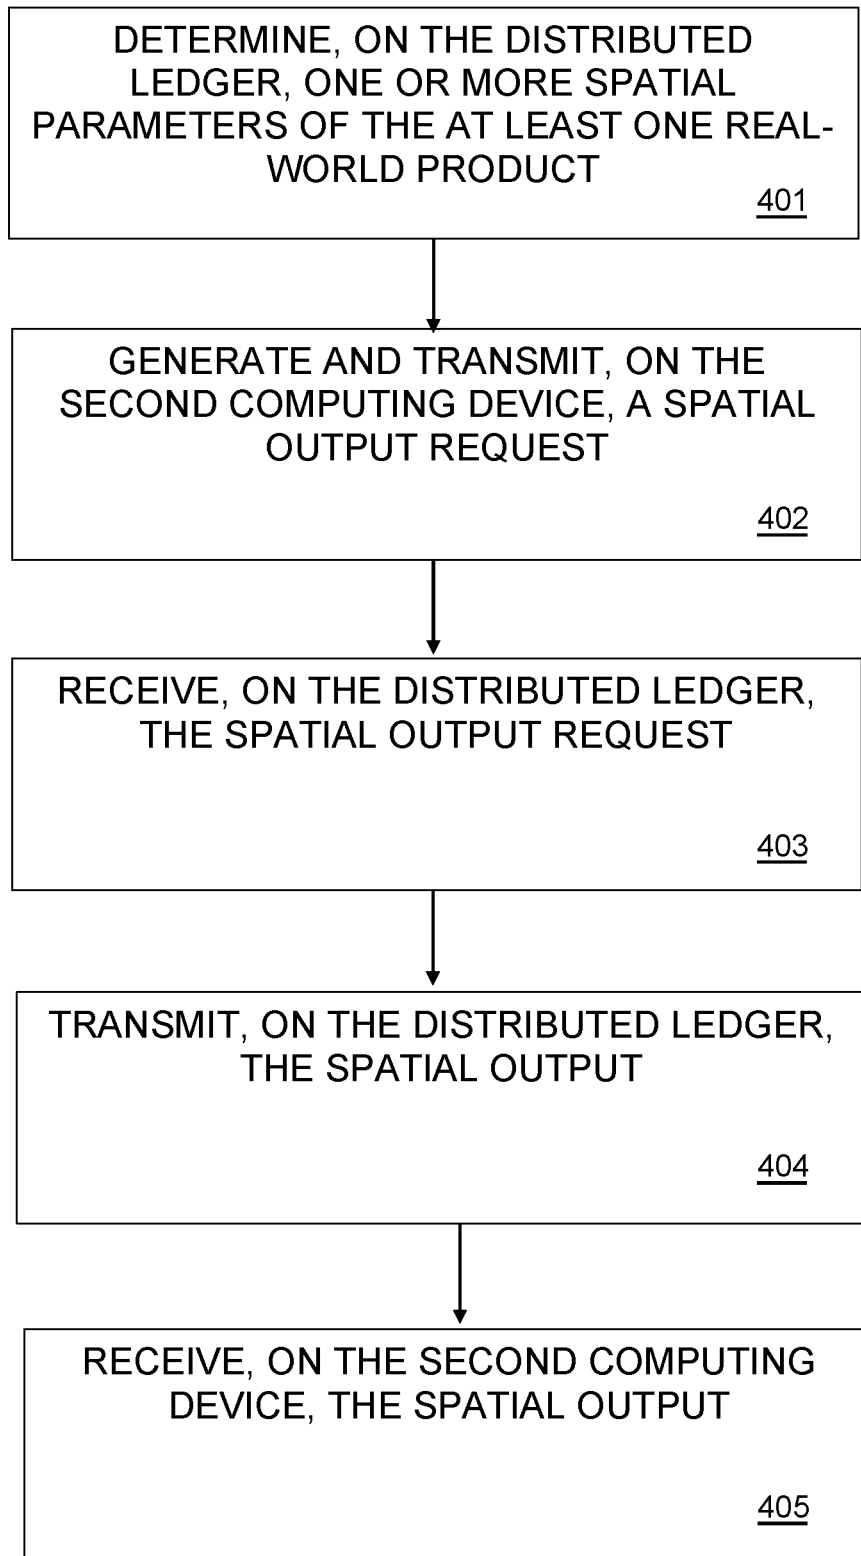 DETERMINE, ON THE DISTRIBUTED
LEDGER, ONE OR MORE SPATIAL
PARAMETERS OF THE AT LEAST ONE REAL-
WORLD PRODUCT
401
GENERATE AND TRANSMIT, ON THE
SECOND COMPUTING DEVICE, A SPATIAL
OUTPUT REQUEST
402
RECEIVE, ON THE DISTRIBUTED LEDGER,
THE SPATIAL OUTPUT REQUEST
403
TRANSMIT, ON THE DISTRIBUTED LEDGER,
THE SPATIAL OUTPUT
404
RECEIVE, ON THE SECOND COMPUTING
DEVICE, THE SPATIAL OUTPUT
405